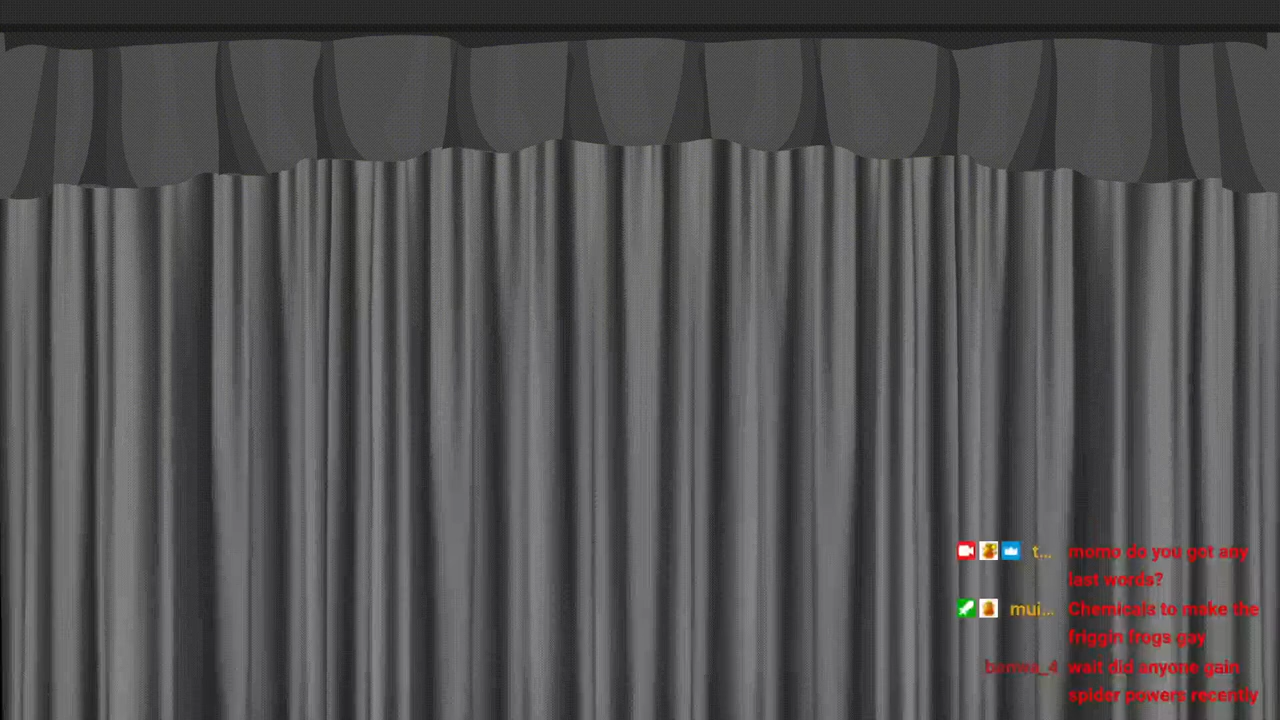 t... momo do you got any
last words?
mui... Chemicals to make the
friggin frogs gay
wait did anyone gain
spider powers recently